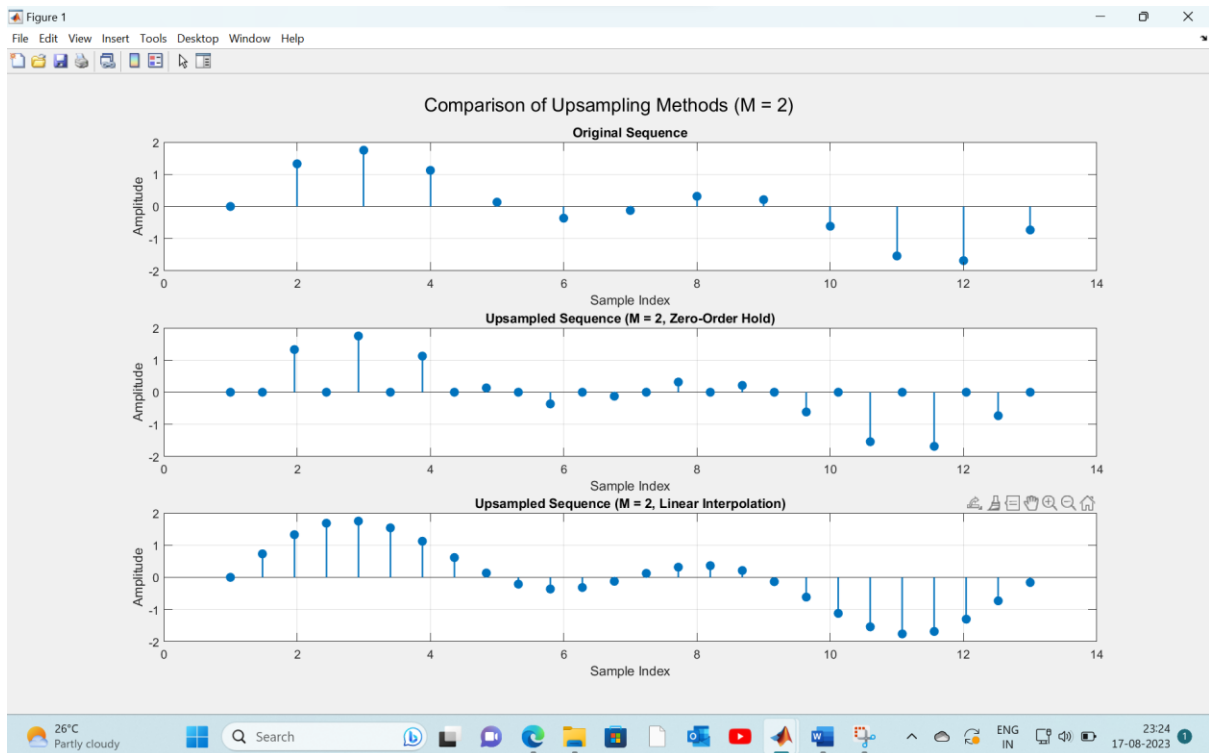 Figure 1
File Edit View Insert Tools Desktop Window Help
Comparison of Upsampling Methods (M = 2)
Original Sequence
2
1
0
-1
-2
Amplitude
0 2 4 6 8 10 12 14
Sample Index
Upsampled Sequence (M = 2, Zero-Order Hold)
2
1
0
-1
-2
Amplitude
0 2 4 6 8 10 12 14
Sample Index
Upsampled Sequence (M = 2, Linear Interpolation)
2
1
0
-1
-2
Amplitude
0 2 4 6 8 10 12 14
Sample Index
26°C
Partly cloudy
Search
ENG
IN
23:24
17-08-2023
1